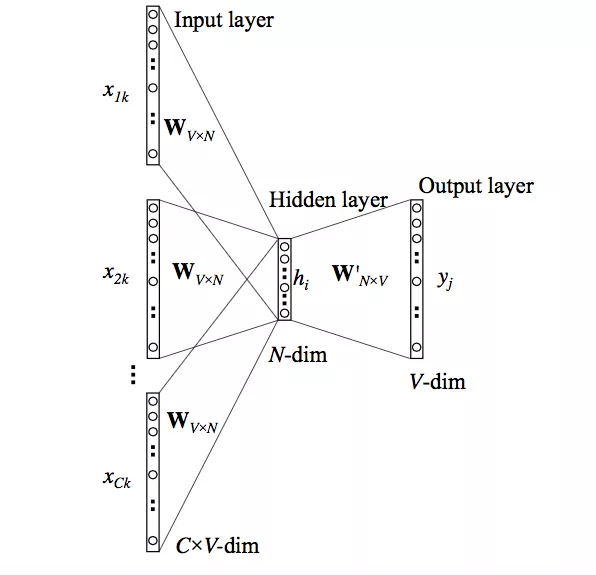 Input layer
x1k
WV×N
Hidden layer
Output layer
x2k
WV×N
hi
W'N×V
yj
N-dim
V-dim
WV×N
xCk
C×V-dim